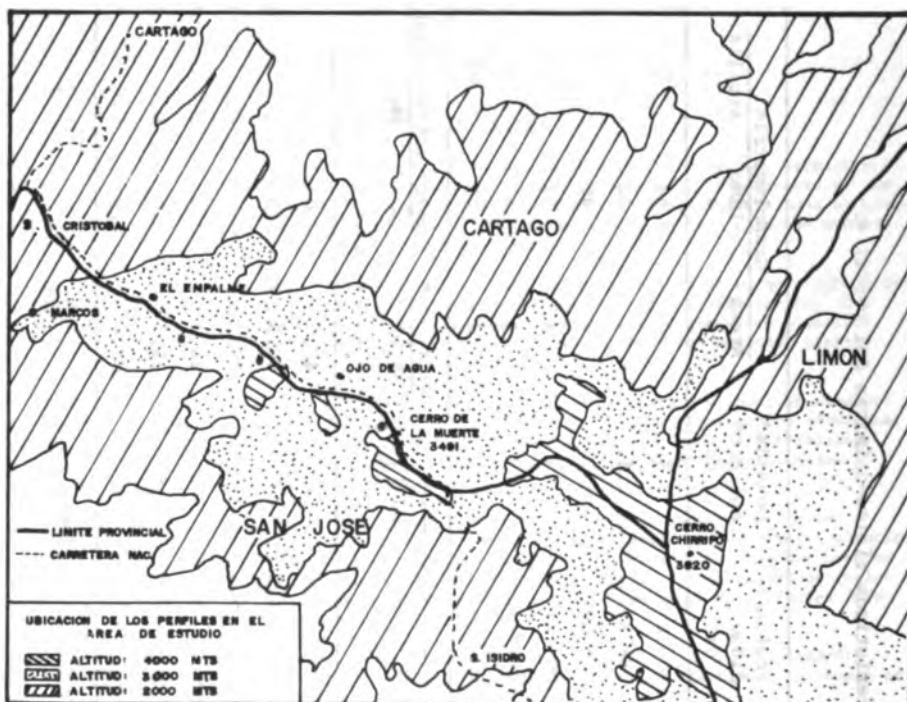 CARTAGO
S. CRISTOBAL
CARTAGO
EL EMPALME
MARCOS
OJO DE AGUA
LIMON
CERRO DE
LA MUERTE
3491
SAN JOSE
CERRO
CHIRRIPO
3820
LIMITE PROVINCIAL
CARRETERA NAC.
UBICACION DE LOS PERFILES EN EL
AREA DE ESTUDIO
ALTITUD: 4000 MTS
ALTITUD: 3000 MTS
ALTITUD: 2000 MTS
S. ISIDRO